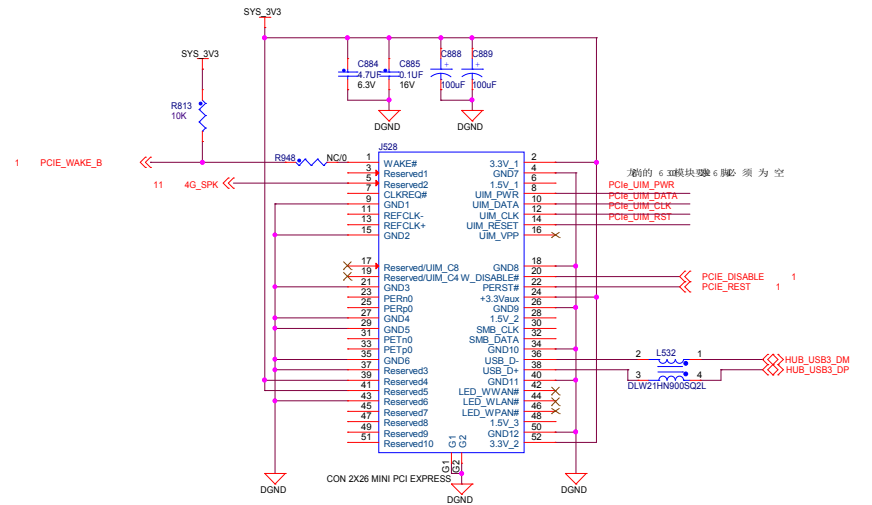 SYS_3V3
SYS_3V3
C884
4.7UF
6.3V
C885
0.1UF
16V
C888
100uF
C889
100uF
R813
10K
DGND
DGND
J528
1 PCIE_WAKE_B
R948 NC/0
11 4G_SPK
1 WAKE#
3 Reserved1
5 Reserved2
7 CLKREQ#
9 GND1
11 REFCLK-
13 REFCLK+
15 GND2
17 Reserved/UIM_C8
19 Reserved/UIM_C4
21 GND3
23 PERn0
25 PERp0
27 GND4
29 GND5
31 PETn0
33 PETp0
35 GND6
37 Reserved3
39 Reserved4
41 Reserved5
43 Reserved6
45 Reserved7
47 Reserved8
49 Reserved9
51 Reserved10
3.3V_1 2
GND7 4
1.5V_1 6
UIM_PWR 8
UIM_DATA 10
UIM_CLK 12
UIM_RESET 14
UIM_VPP 16
GND8 18
W_DISABLE# 20
PERST# 22
+3.3Vaux 24
GND9 26
1.5V_2 28
SMB_CLK 30
SMB_DATA 32
GND10 34
USB_D- 36
USB_D+ 38
GND11 40
LED_WWAN# 42
LED_WLAN# 44
LED_WPAN# 46
1.5V_3 48
GND12 50
3.3V_2 52
G1 G2
G1 G2
必 须 为 空
PCIe_UIM_PWR
PCIe_UIM_DATA
PCIe_UIM_CLK
PCIe_UIM_RST
PCIE_DISABLE 1
PCIE_REST 1
L532
2 1
3 4
DLW21HN900SQ2L
HUB_USB3_DM
HUB_USB3_DP
CON 2X26 MINI PCI EXPRESS
DGND
DGND
DGND